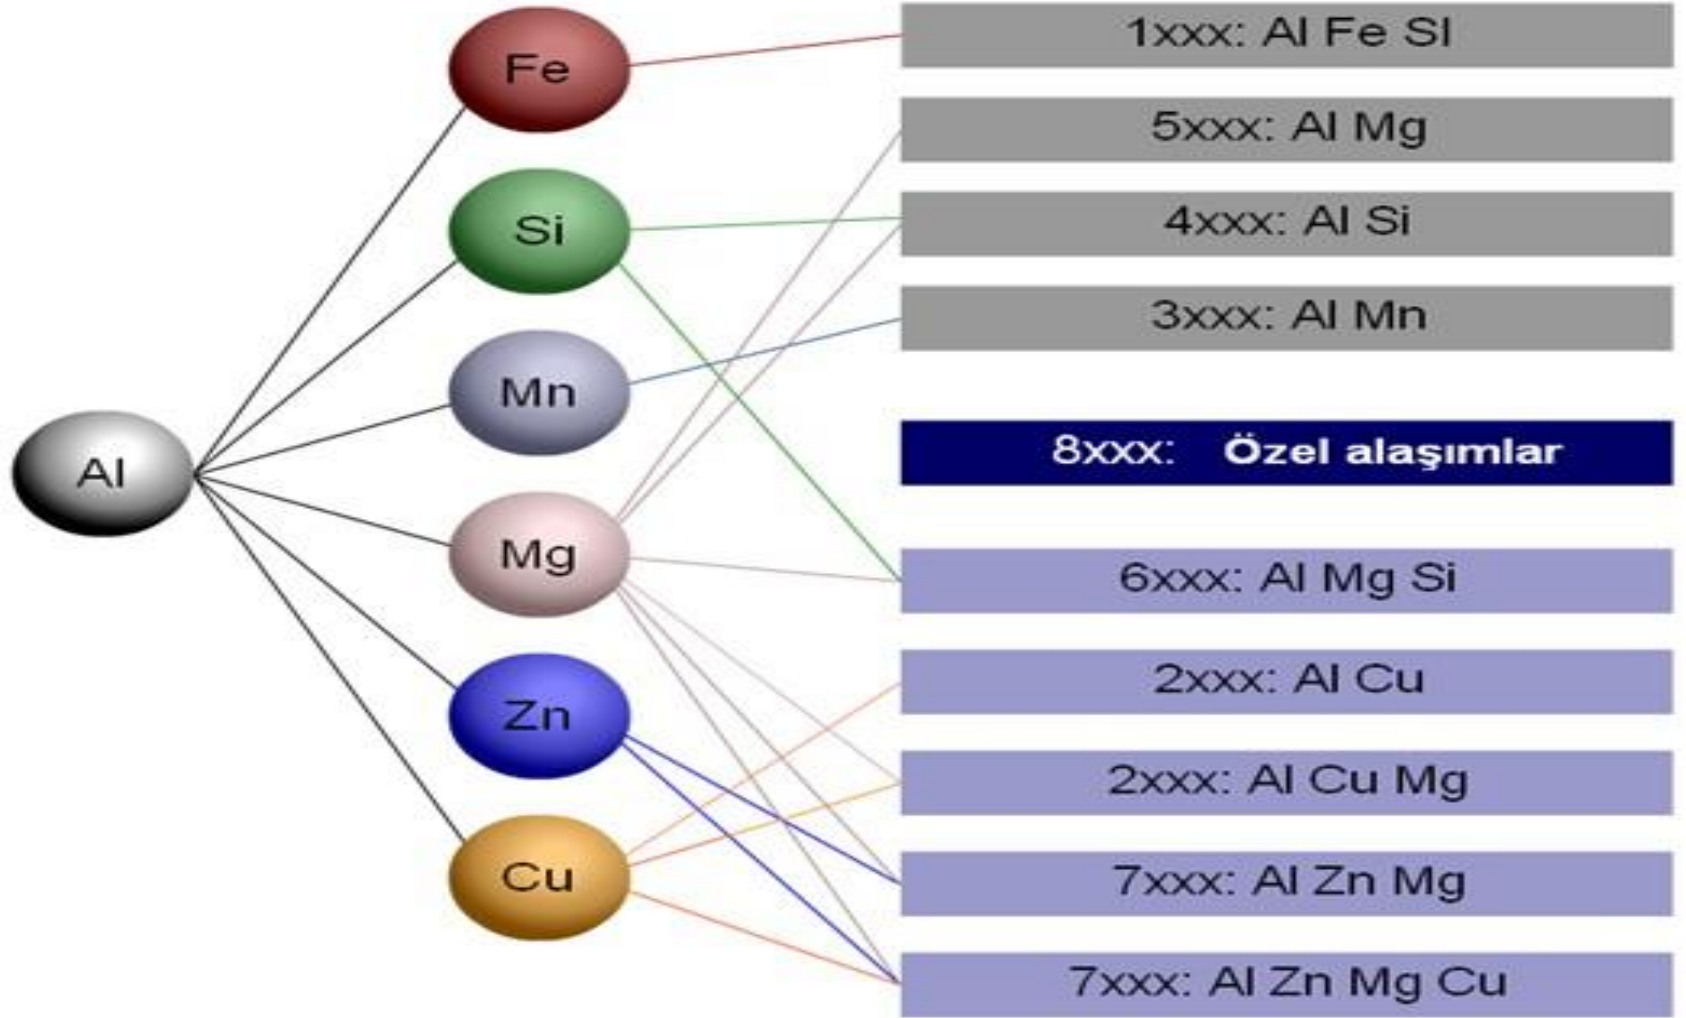 Al
Fe
Si
Mn
Mg
Zn
Cu
1xxx: Al Fe SI
5xxx: Al Mg
4xxx: Al Si
3xxx: Al Mn
8xxx: Özel alaşımlar
6xxx: Al Mg Si
2xxx: Al Cu
2xxx: Al Cu Mg
7xxx: Al Zn Mg
7xxx: Al Zn Mg Cu